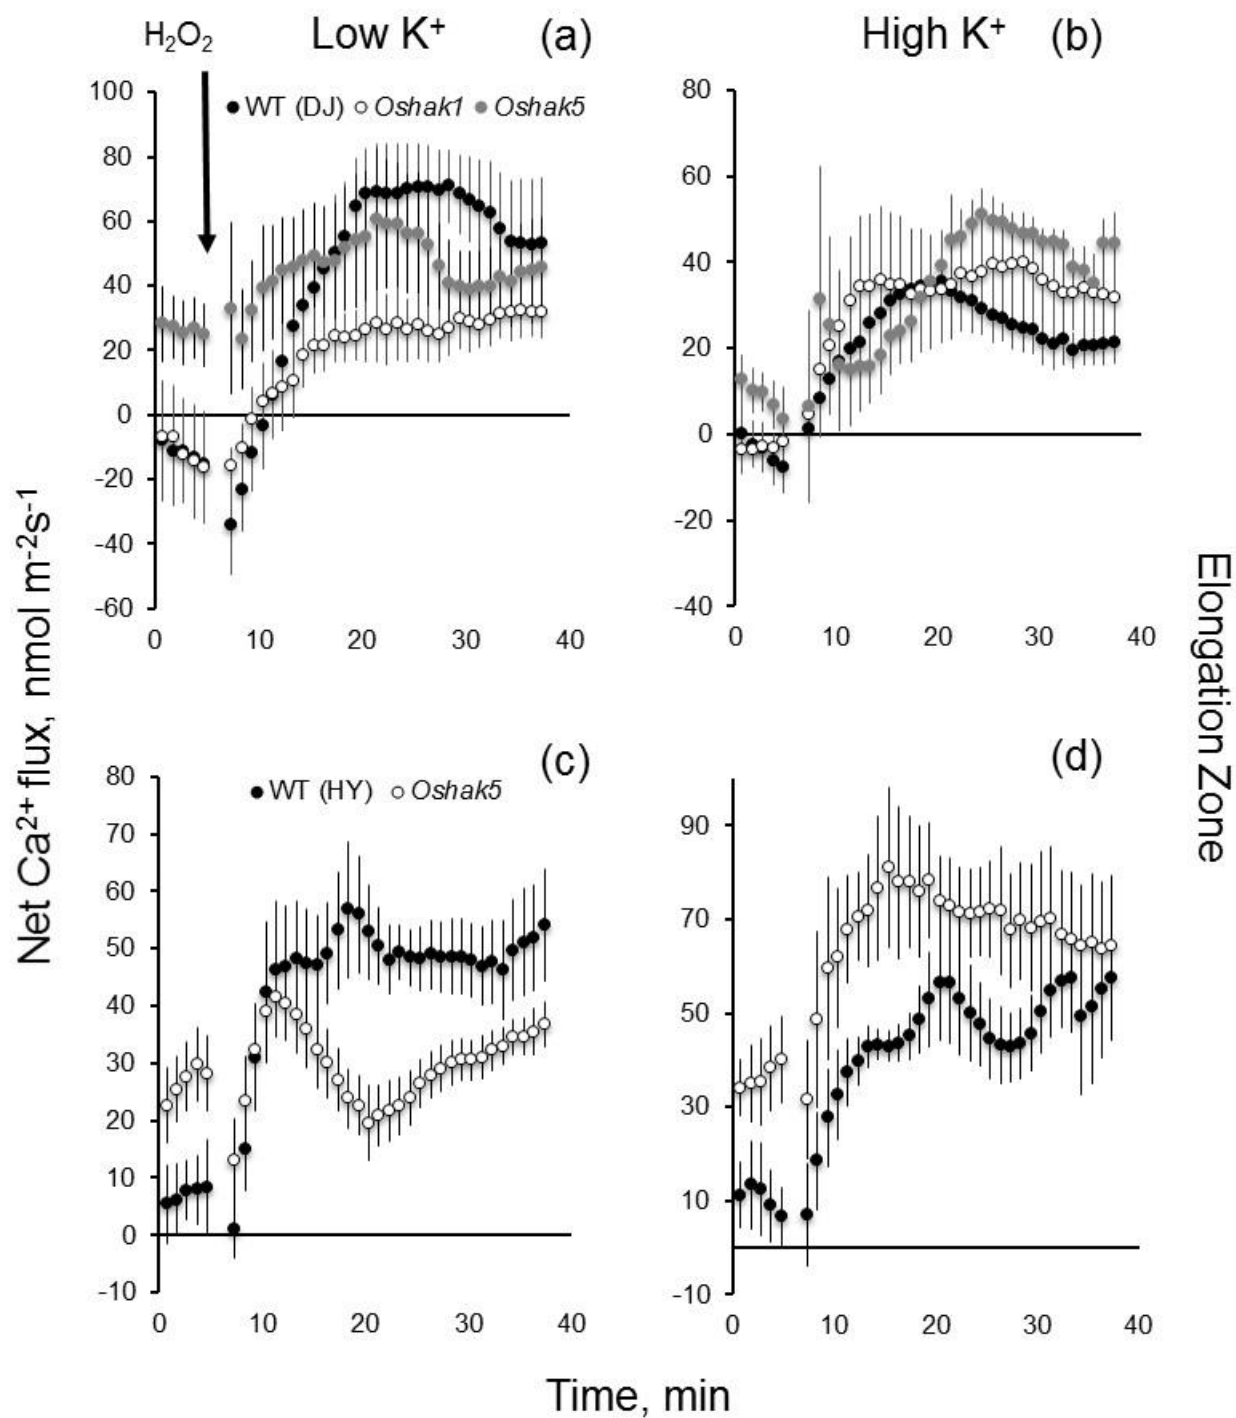 H₂O₂ Low K⁺ (a) High K⁺ (b)
WT (DJ) Oshak1 Oshak5
100
80
60
40
20
0
-20
-40
-60
0 10 20 30 40
80
60
40
20
0
-20
-40
0 10 20 30 40
Net Ca²⁺ flux, nmol m⁻²s⁻¹
Elongation Zone
(c) (d)
WT (HY) Oshak5
80
70
60
50
40
30
20
10
0
-10
0 10 20 30 40
90
70
50
30
10
-10
0 10 20 30 40
Time, min